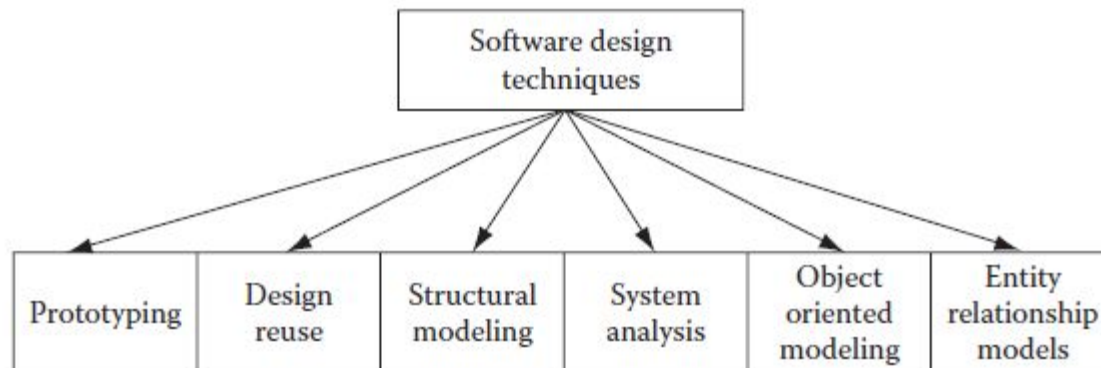 Software design
techniques
Prototyping
Design
reuse
Structural
modeling
System
analysis
Object
oriented
modeling
Entity
relationship
models